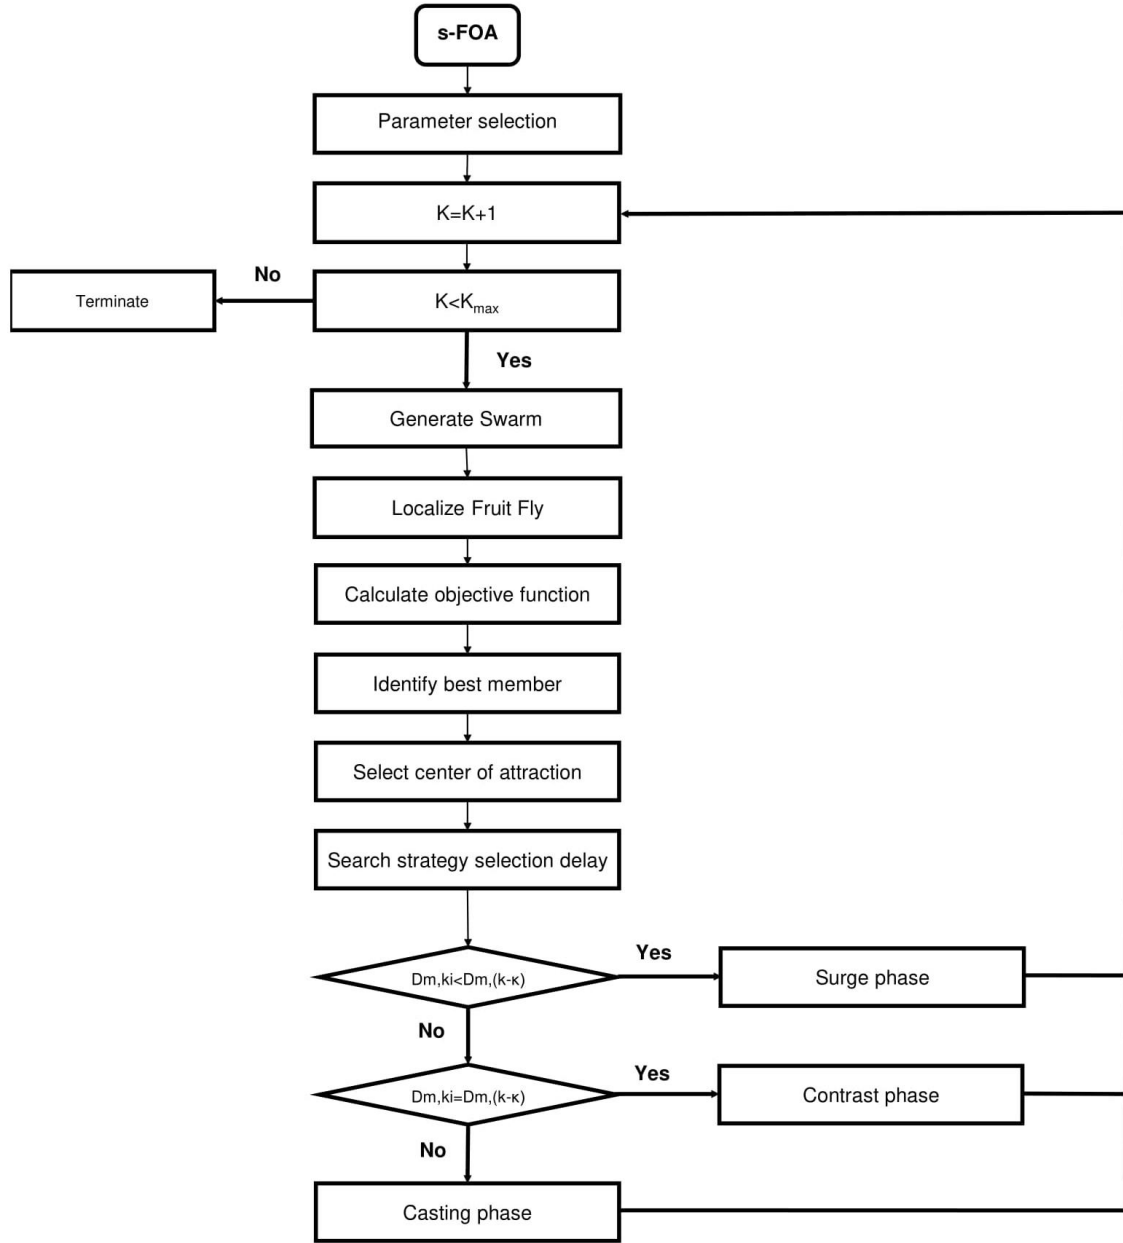 s-FOA
Parameter selection
K=K+1
No
Terminate
K<Kmax
Yes
Generate Swarm
Localize Fruit Fly
Calculate objective function
Identify best member
Select center of attraction
Search strategy selection delay
Dm,ki<Dm,(k-κ)
Yes
Surge phase
No
Dm,ki=Dm,(k-κ)
Yes
Contrast phase
No
Casting phase